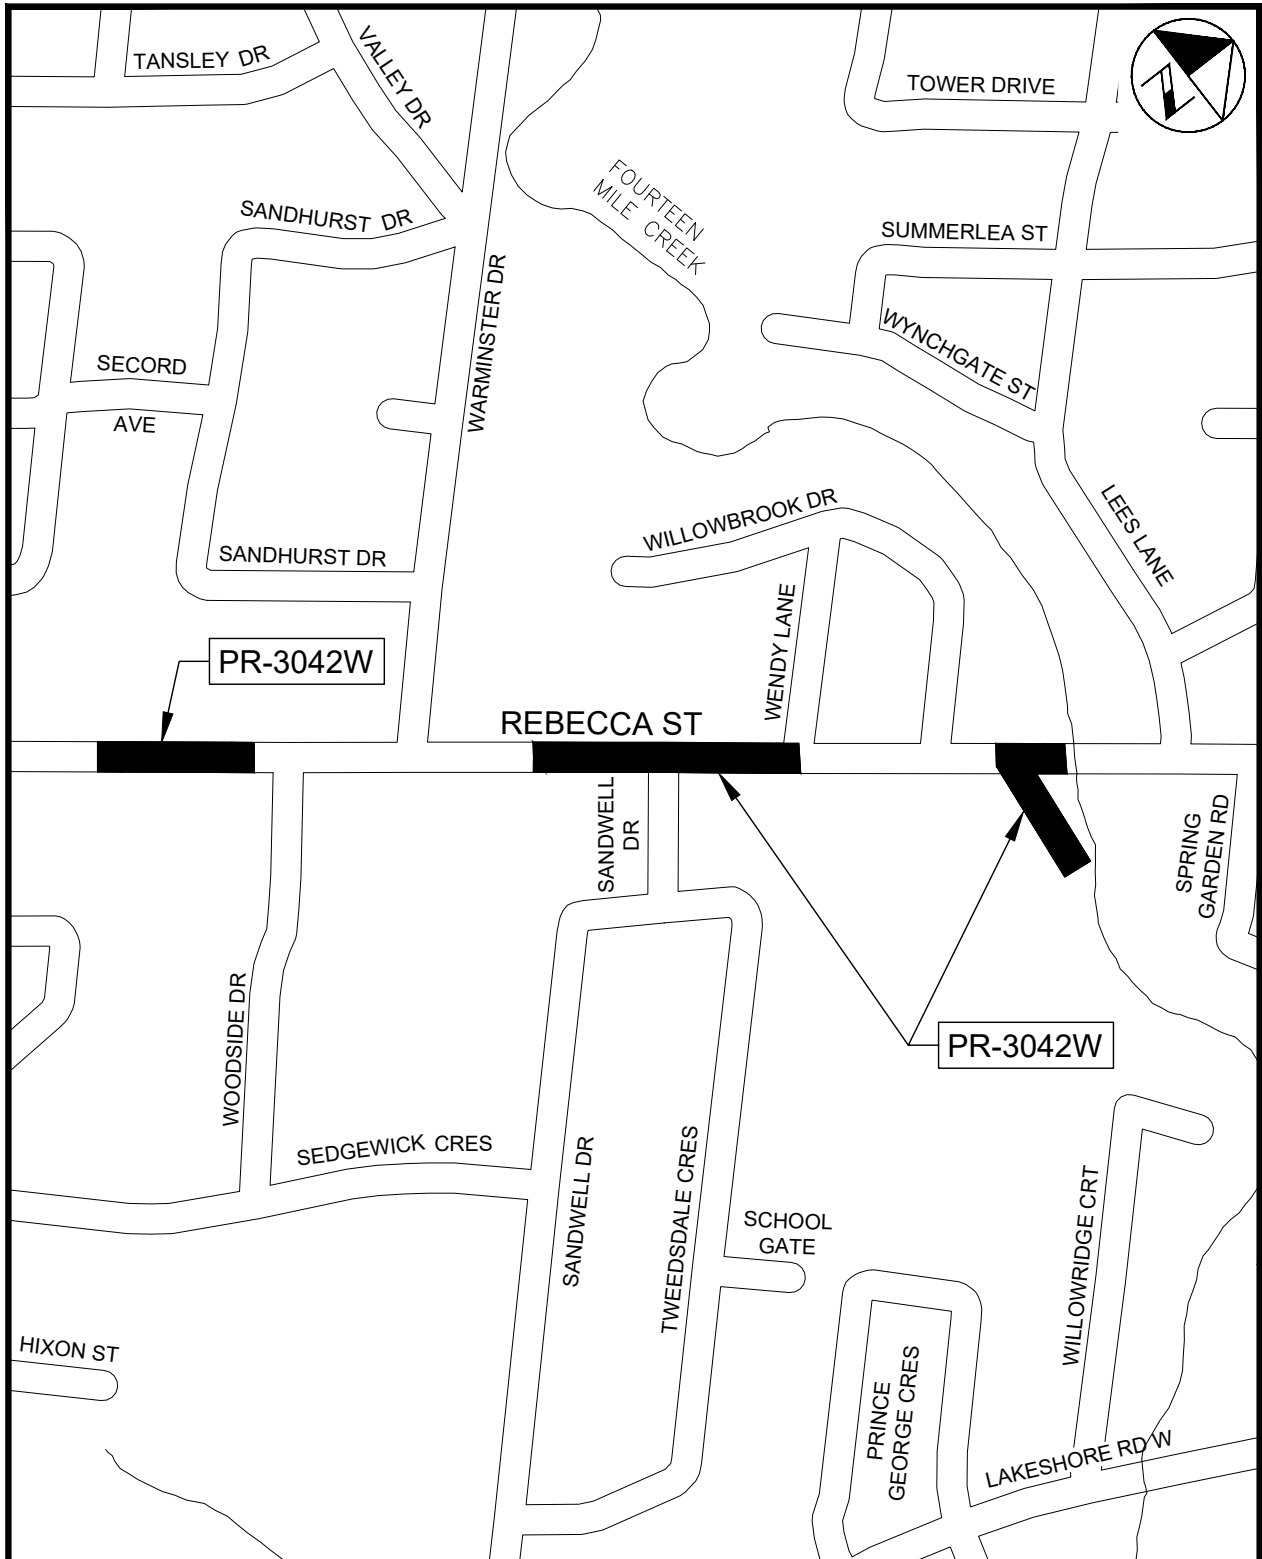 TANSLEY DR
VALLEY DR
TOWER DRIVE
FOURTEEN
MILE CREEK
SANDHURST DR
SUMMERLEA ST
WARMINSTER DR
WYNCHGATE ST
SECORD
AVE
LEES LANE
WILLOWBROOK DR
SANDHURST DR
WENDY LANE
PR-3042W
REBECCA ST
SANDWELL
DR
SPRING
GARDEN RD
WOODSIDE DR
PR-3042W
SEDGEWICK CRES
SANDWELL DR
TWEEDSDALE CRES
SCHOOL
GATE
WILLOWRIDGE CRT
HIXON ST
PRINCE
GEORGE CRES
LAKESHORE RD W